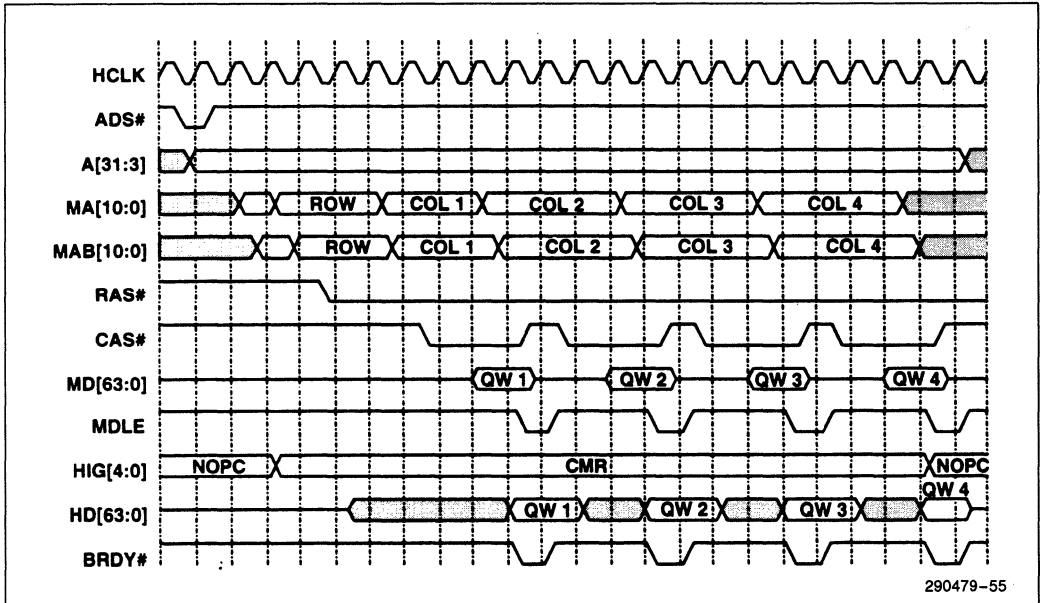 HCLK
ADS#
A[31:3]
MA[10:0] ROW COL 1 COL 2 COL 3 COL 4
MAB[10:0] ROW COL 1 COL 2 COL 3 COL 4
RAS#
CAS#
MD[63:0] QW 1 QW 2 QW 3 QW 4
MDLE
HIG[4:0] NOPC CMR NOPC
HD[63:0] QW 1 QW 2 QW 3 QW 4
BRDY#
290479-55